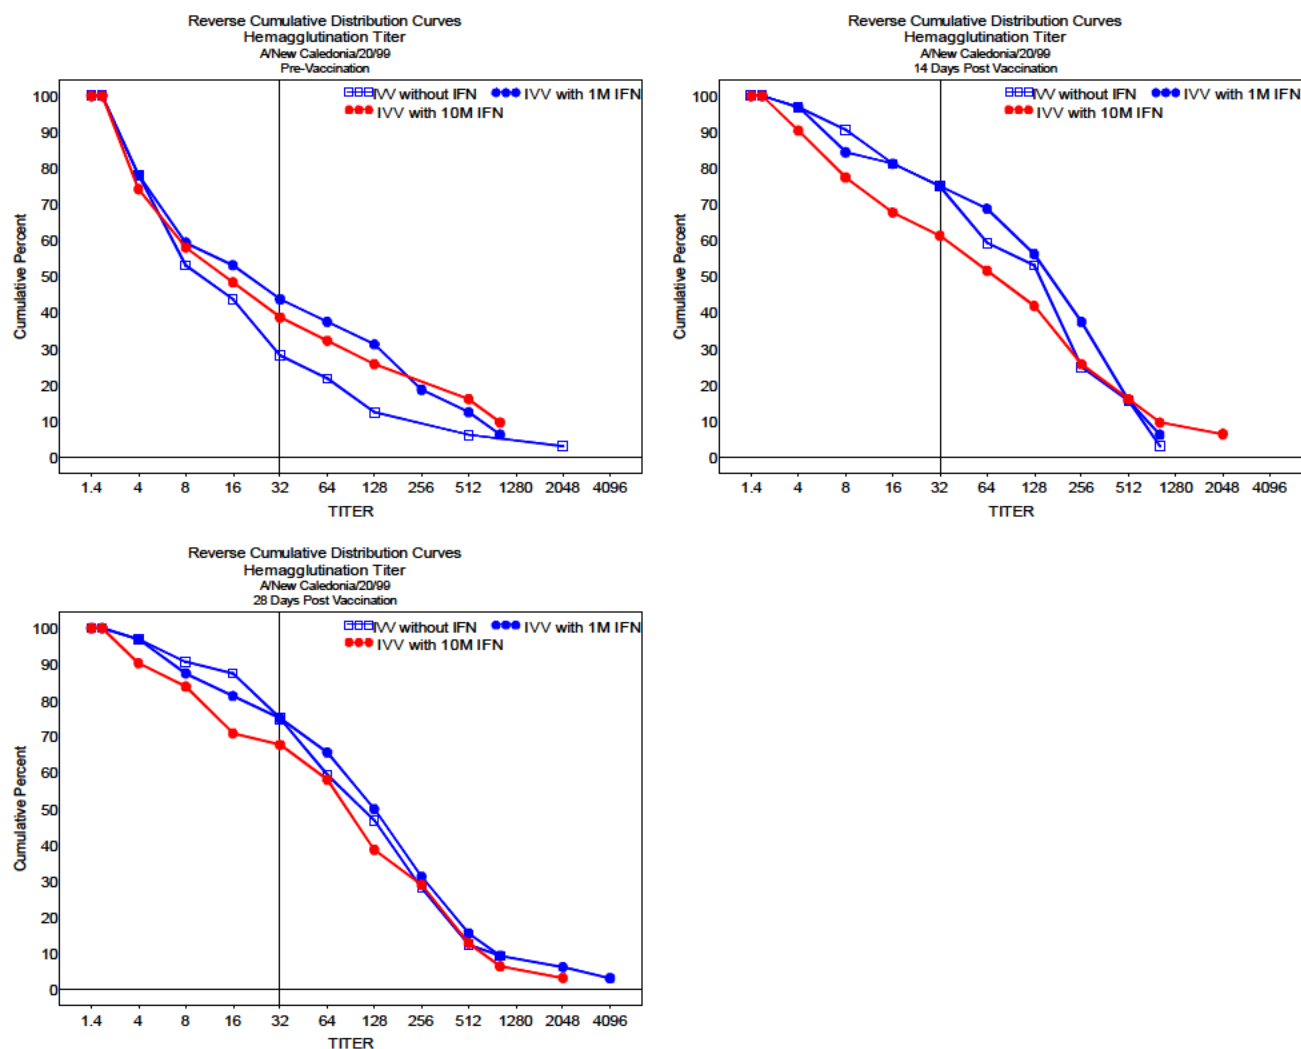 Reverse Cumulative Distribution Curves
Hemagglutination Titer
A/New Caledonia/20/99
Pre-Vaccination
IVV without IFN IVV with 1M IFN
IVV with 10M IFN
100
90
80
70
60
50
40
30
20
10
0
Cumulative Percent
1.4 4 8 16 32 64 128 256 512 1280 2048 4096
TITER
Reverse Cumulative Distribution Curves
Hemagglutination Titer
A/New Caledonia/20/99
14 Days Post Vaccination
IVV without IFN IVV with 1M IFN
IVV with 10M IFN
100
90
80
70
60
50
40
30
20
10
0
Cumulative Percent
1.4 4 8 16 32 64 128 256 512 1280 2048 4096
TITER
Reverse Cumulative Distribution Curves
Hemagglutination Titer
A/New Caledonia/20/99
28 Days Post Vaccination
IVV without IFN IVV with 1M IFN
IVV with 10M IFN
100
90
80
70
60
50
40
30
20
10
0
Cumulative Percent
1.4 4 8 16 32 64 128 256 512 1280 2048 4096
TITER